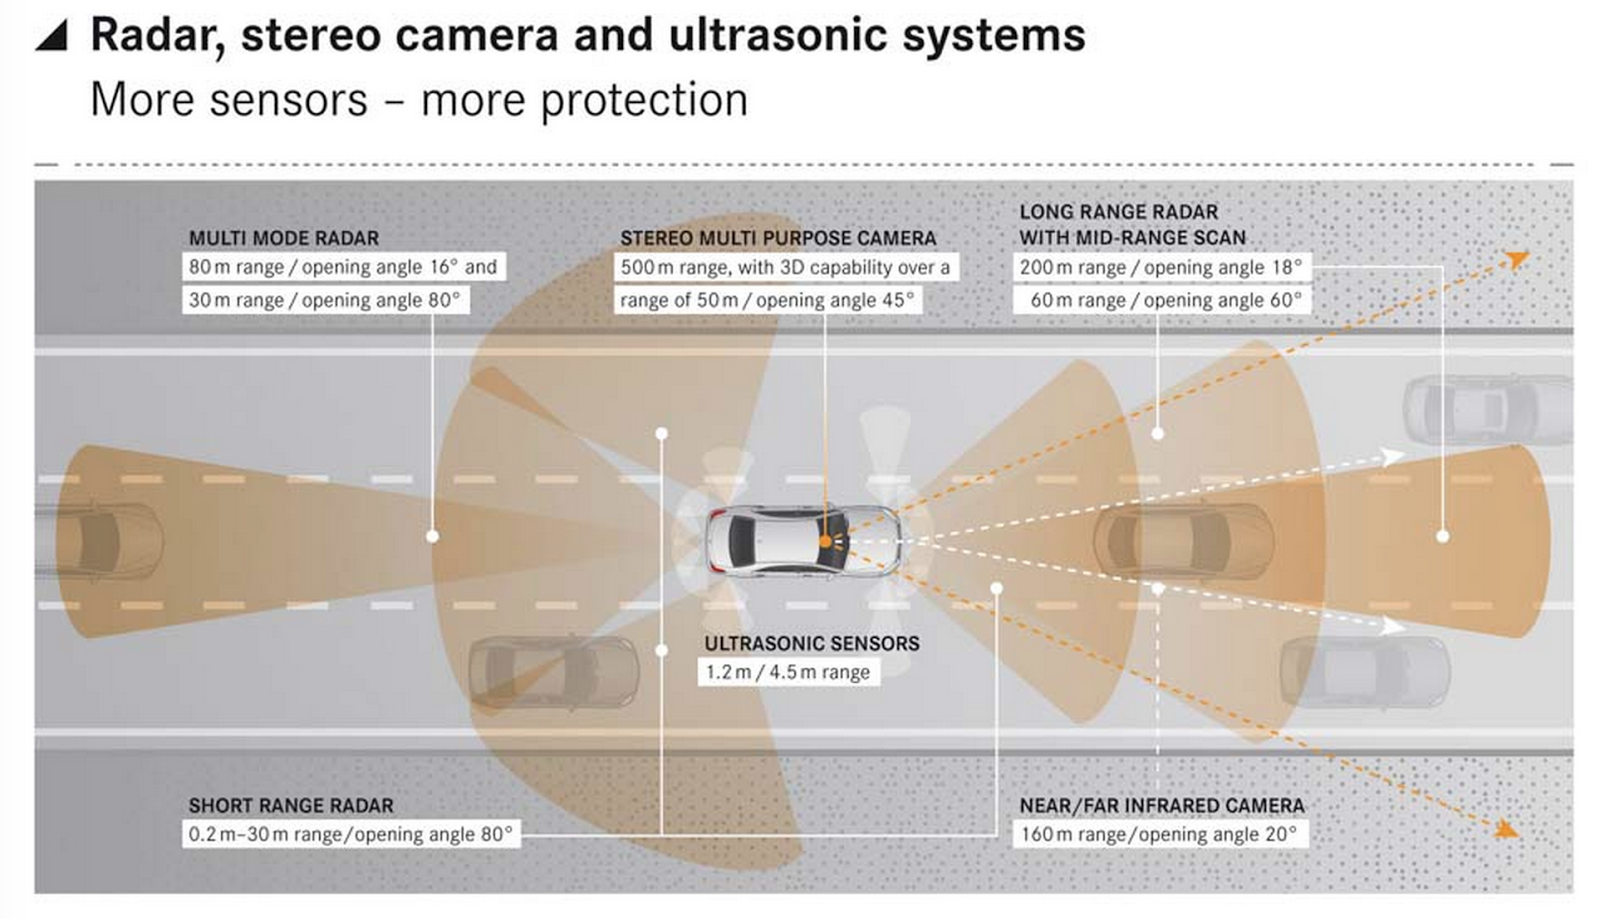 Radar, stereo camera and ultrasonic systems
More sensors – more protection
MULTI MODE RADAR
80 m range / opening angle 16° and
30 m range / opening angle 80°
STEREO MULTI PURPOSE CAMERA
500 m range, with 3D capability over a
range of 50 m / opening angle 45°
LONG RANGE RADAR
WITH MID-RANGE SCAN
200 m range / opening angle 18°
60 m range / opening angle 60°
ULTRASONIC SENSORS
1.2 m / 4.5 m range
SHORT RANGE RADAR
0.2 m–30 m range/opening angle 80°
NEAR/FAR INFRARED CAMERA
160 m range/opening angle 20°